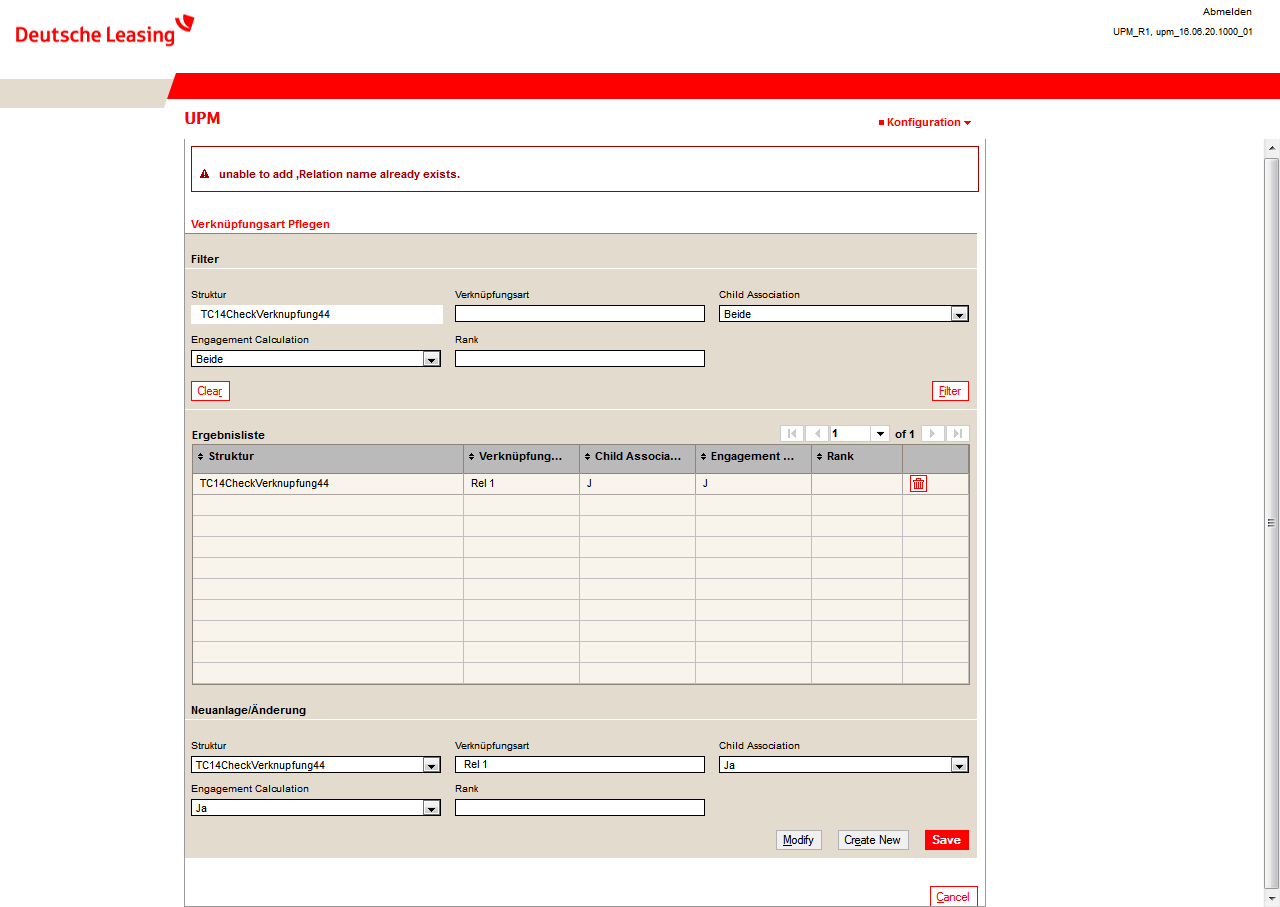 Deutsche Leasing
Abmelden
UPM_R1, upm_16.06.20.1000_01
UPM
Konfiguration
unable to add ,Relation name already exists.
Verknüpfungsart Pflegen
Filter
Struktur Verknüpfungsart Child Association
TC14CheckVerknupfung44 Beide
Engagement Calculation Rank
Beide
Clear Filter
Ergebnisliste 1 of 1
Struktur Verknüpfung... Child Associa... Engagement ... Rank
TC14CheckVerknupfung44 Rel 1 J J
Neuanlage/Änderung
Struktur Verknüpfungsart Child Association
TC14CheckVerknupfung44 Rel 1 Ja
Engagement Calculation Rank
Ja
Modify Create New Save
Cancel